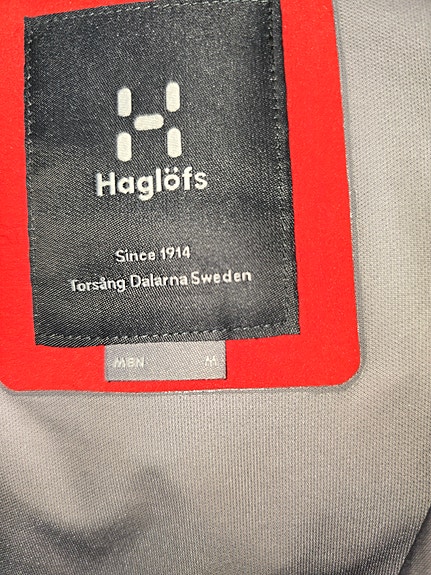 Haglöfs
Since 1914
Torsång Dalarna Sweden
MEN M